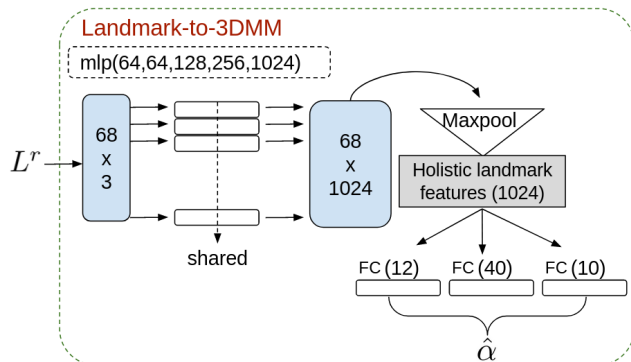 Landmark-to-3DMM
mlp(64,64,128,256,1024)
68
x
3
L^r
68
x
1024
Maxpool
Holistic landmark
features (1024)
shared
FC (12)
FC (40)
FC (10)
α̂